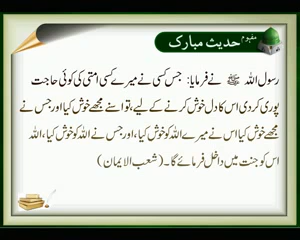 مفہوم حدیث مبارک
رسول اللہ ﷺ نے فرمایا: جس کسی نے میرے کسی امتی کی کوئی حاجت
پوری کردی اس کا دل خوش کرنے کے لیے، تو اسنے مجھے خوش کیا اور جس نے
مجھے خوش کیا اس نے میرے اللہ کو خوش کیا، اور جس نے اللہ کو خوش کیا، اللہ
اس کو جنت میں داخل فرمائے گا۔ (شعب الایمان)